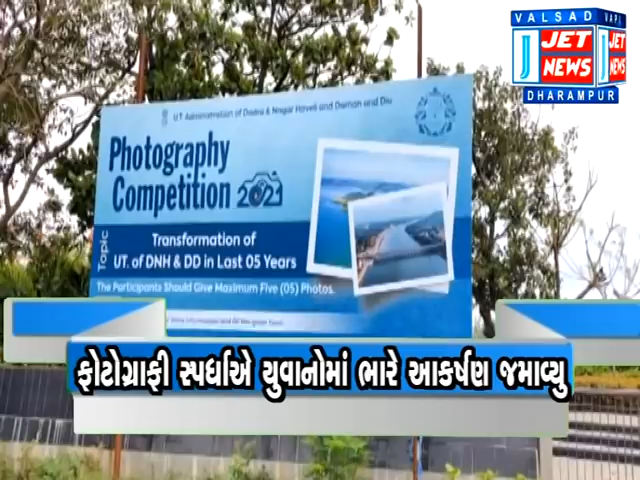 VALSAD VAPI
JET NEWS
JET NEWS
DHARAMPUR
U.T Administration of Dadra & Nagar Haveli and Daman and Diu
Photography
Competition 2021
Topic
Transformation of
UT. of DNH & DD in Last 05 Years
The Participants Should Give Maximum Five (05) Photos.
ફોટોગ્રાફી સ્પર્ધાએ યુવાનોમાં ભારે આકર્ષણ જમાવ્યુ